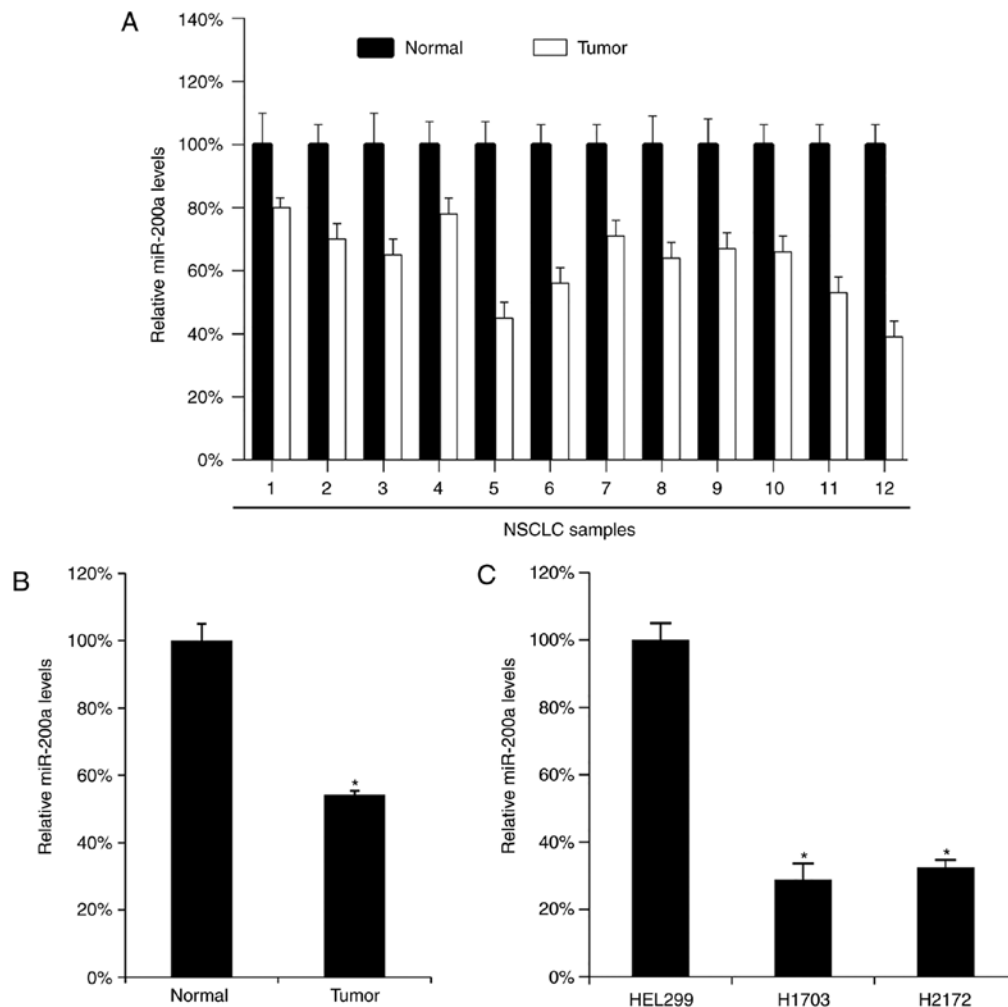 A
140%
120%
100%
80%
60%
40%
20%
0%
Relative miR-200a levels
Normal Tumor
1 2 3 4 5 6 7 8 9 10 11 12
NSCLC samples
B
120%
100%
80%
60%
40%
20%
0%
Relative miR-200a levels
*
Normal Tumor
C
120%
100%
80%
60%
40%
20%
0%
Relative miR-200a levels
* *
HEL299 H1703 H2172